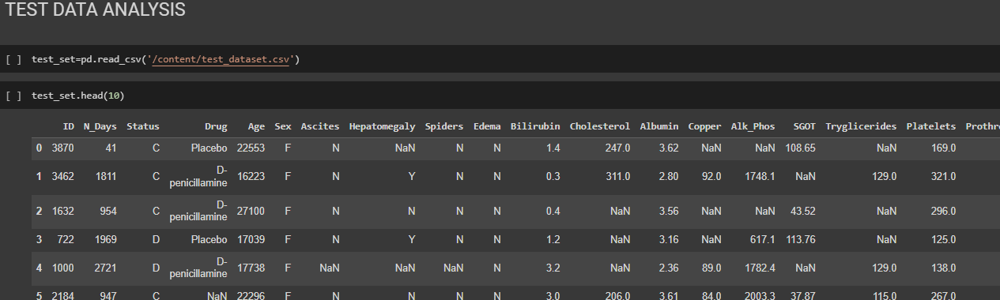 TEST DATA ANALYSIS
[ ] test_set=pd.read_csv('/content/test_dataset.csv')
[ ] test_set.head(10)
ID N_Days Status Drug Age Sex Ascites Hepatomegaly Spiders Edema Bilirubin Cholesterol Albumin Copper Alk_Phos SGOT Tryglicerides Platelets Prothr
0 3870 41 C Placebo 22553 F N NaN N N 1.4 247.0 3.62 NaN NaN 108.65 NaN 169.0
1 3462 1811 C D-penicillamine 16223 F N Y N N 0.3 311.0 2.80 92.0 1748.1 NaN 129.0 321.0
2 1632 954 C D-penicillamine 27100 F N N N N 0.4 NaN 3.56 NaN NaN 43.52 NaN 296.0
3 722 1969 D Placebo 17039 F N Y N N 1.2 NaN 3.16 NaN 617.1 113.76 NaN 125.0
4 1000 2721 D D-penicillamine 17738 F NaN NaN NaN N 3.2 NaN 2.36 89.0 1782.4 NaN 129.0 138.0
5 2184 947 C NaN 22296 F N N N N 3.0 206.0 3.61 84.0 2003.3 37.87 115.0 267.0